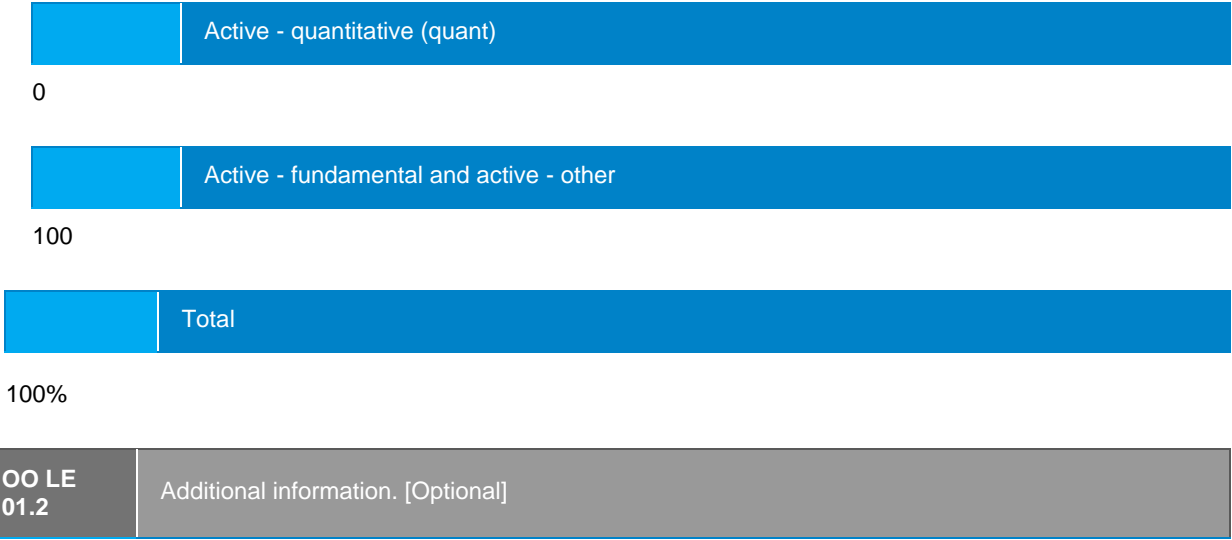 Active - quantitative (quant)
0
Active - fundamental and active - other
100
Total
100%
OO LE
01.2
Additional information. [Optional]